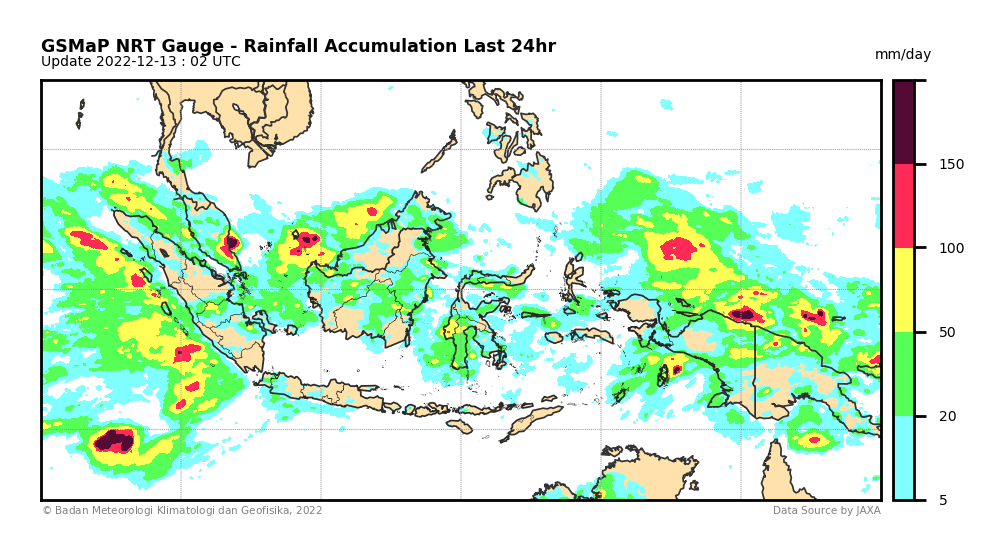 GSMaP NRT Gauge - Rainfall Accumulation Last 24hr
Update 2022-12-13 : 02 UTC
mm/day
150
100
50
20
5
© Badan Meteorologi Klimatologi dan Geofisika, 2022
Data Source by JAXA